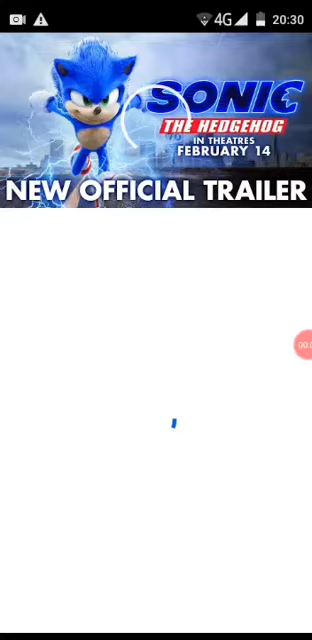 4G
20:30
SONIC
THE HEDGEHOG
IN THEATRES
FEBRUARY 14
NEW OFFICIAL TRAILER